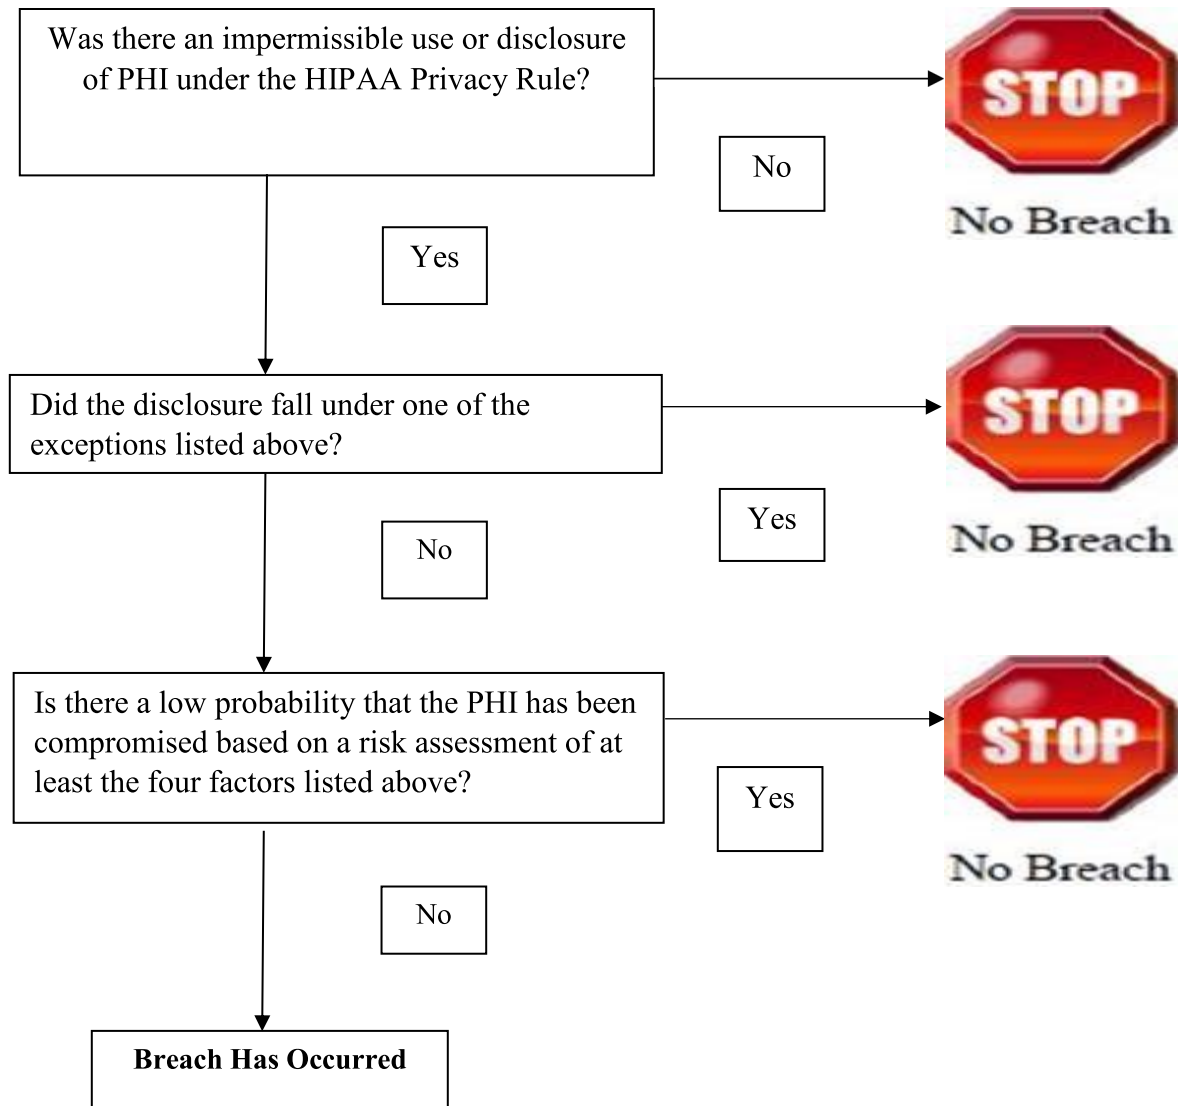 Was there an impermissible use or disclosure
of PHI under the HIPAA Privacy Rule?
STOP
No
No Breach
Yes
Did the disclosure fall under one of the
exceptions listed above?
STOP
Yes
No Breach
No
Is there a low probability that the PHI has been
compromised based on a risk assessment of at
least the four factors listed above?
STOP
Yes
No Breach
No
Breach Has Occurred